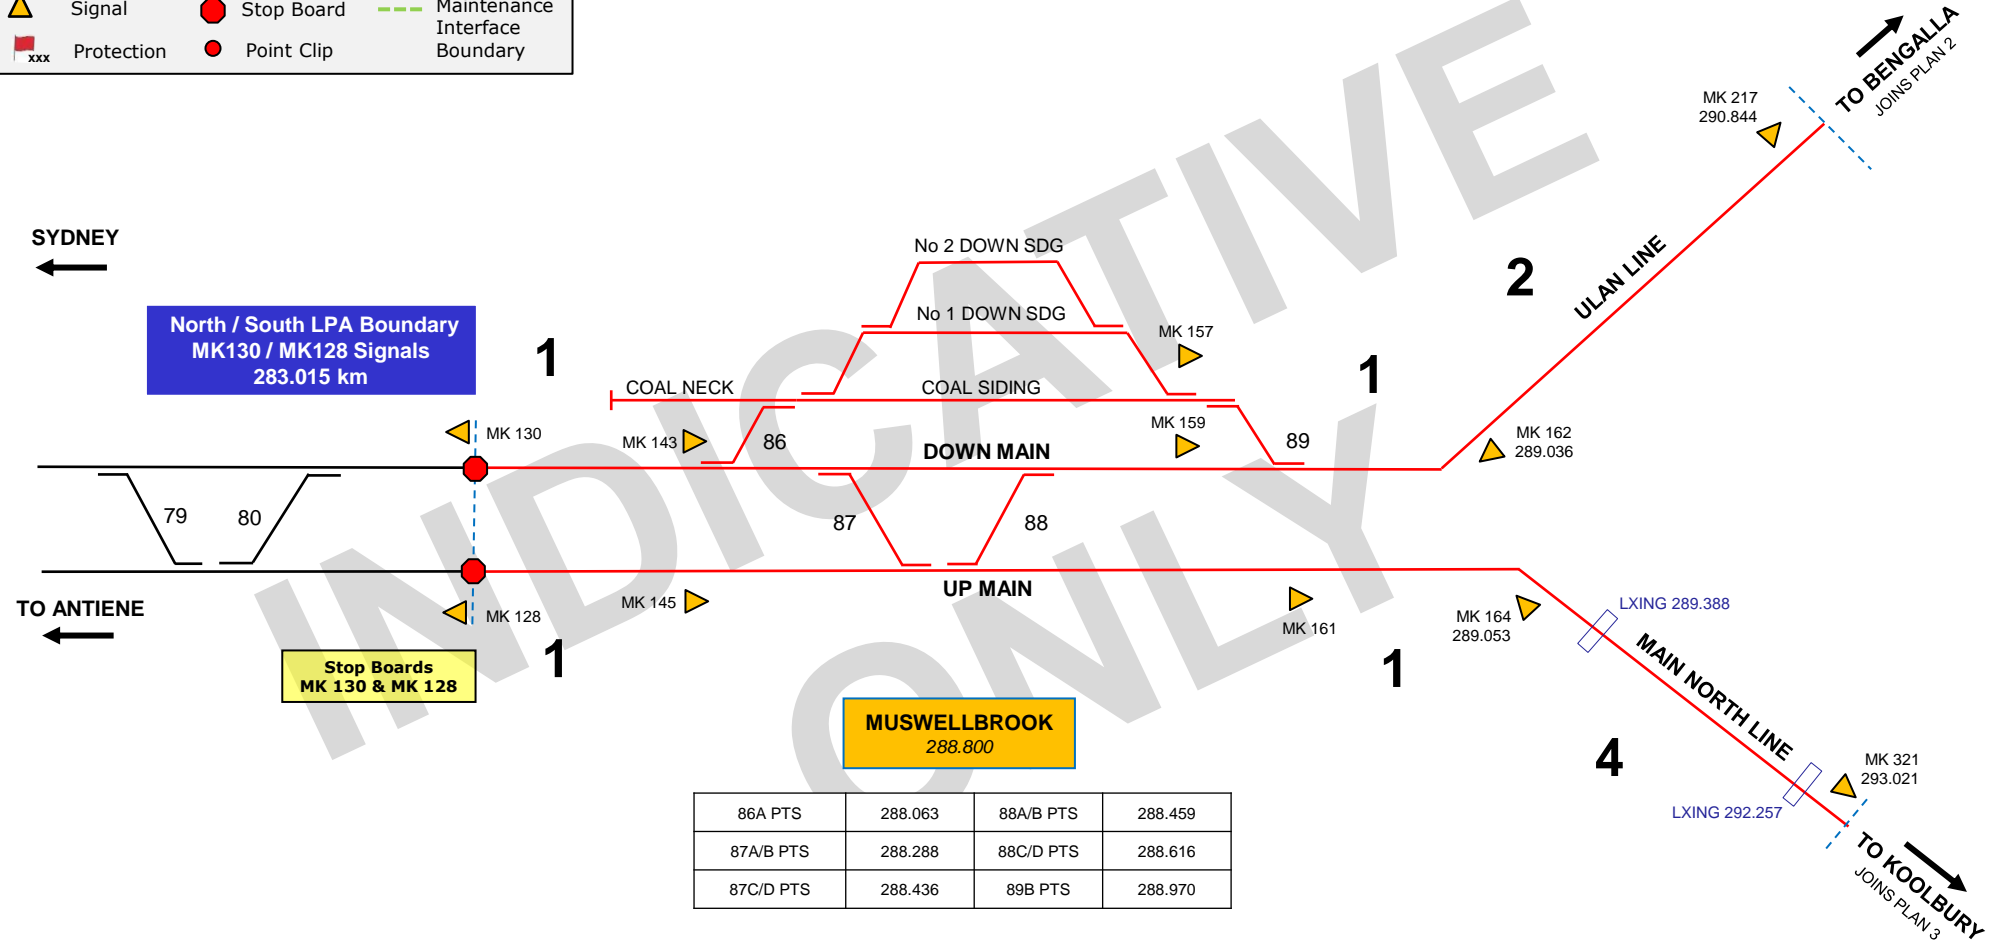 Signal
Stop Board
Maintenance
Interface
Boundary
xxx
Protection
Point Clip
TO BENGALLA
JOINS PLAN 2
MK 217
290.844
SYDNEY
No 2 DOWN SDG
2
ULAN LINE
North / South LPA Boundary
MK130 / MK128 Signals
283.015 km
No 1 DOWN SDG
MK 157
1
1
COAL NECK
COAL SIDING
MK 130
MK 143
86
DOWN MAIN
MK 159
89
MK 162
289.036
79
80
87
88
TO ANTIENE
MK 128
MK 145
UP MAIN
MK 161
MK 164
289.053
LXING 289.388
MAIN NORTH LINE
Stop Boards
MK 130 & MK 128
1
1
MUSWELLBROOK
288.800
4
MK 321
293.021
LXING 292.257
86A PTS 288.063 88A/B PTS 288.459
87A/B PTS 288.288 88C/D PTS 288.616
87C/D PTS 288.436 89B PTS 288.970
TO KOOLBURY
JOINS PLAN 3
INDICATIVE
ONLY